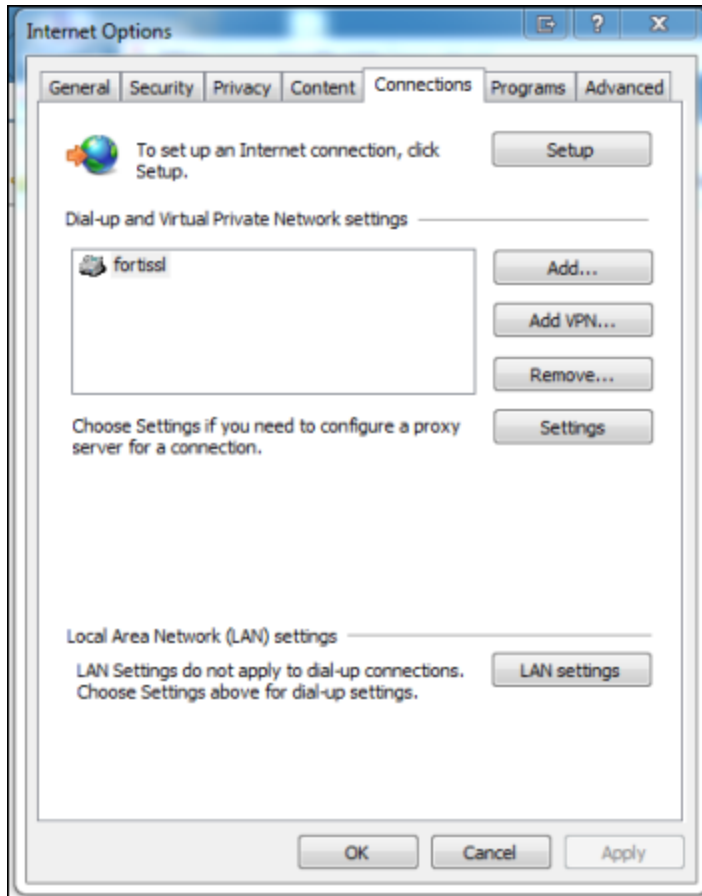 Internet Options
General Security Privacy Content Connections Programs Advanced
To set up an Internet connection, click
Setup.
Setup
Dial-up and Virtual Private Network settings
fortissl
Add...
Add VPN...
Remove...
Choose Settings if you need to configure a proxy
server for a connection.
Settings
Local Area Network (LAN) settings
LAN Settings do not apply to dial-up connections.
Choose Settings above for dial-up settings.
LAN settings
OK Cancel Apply